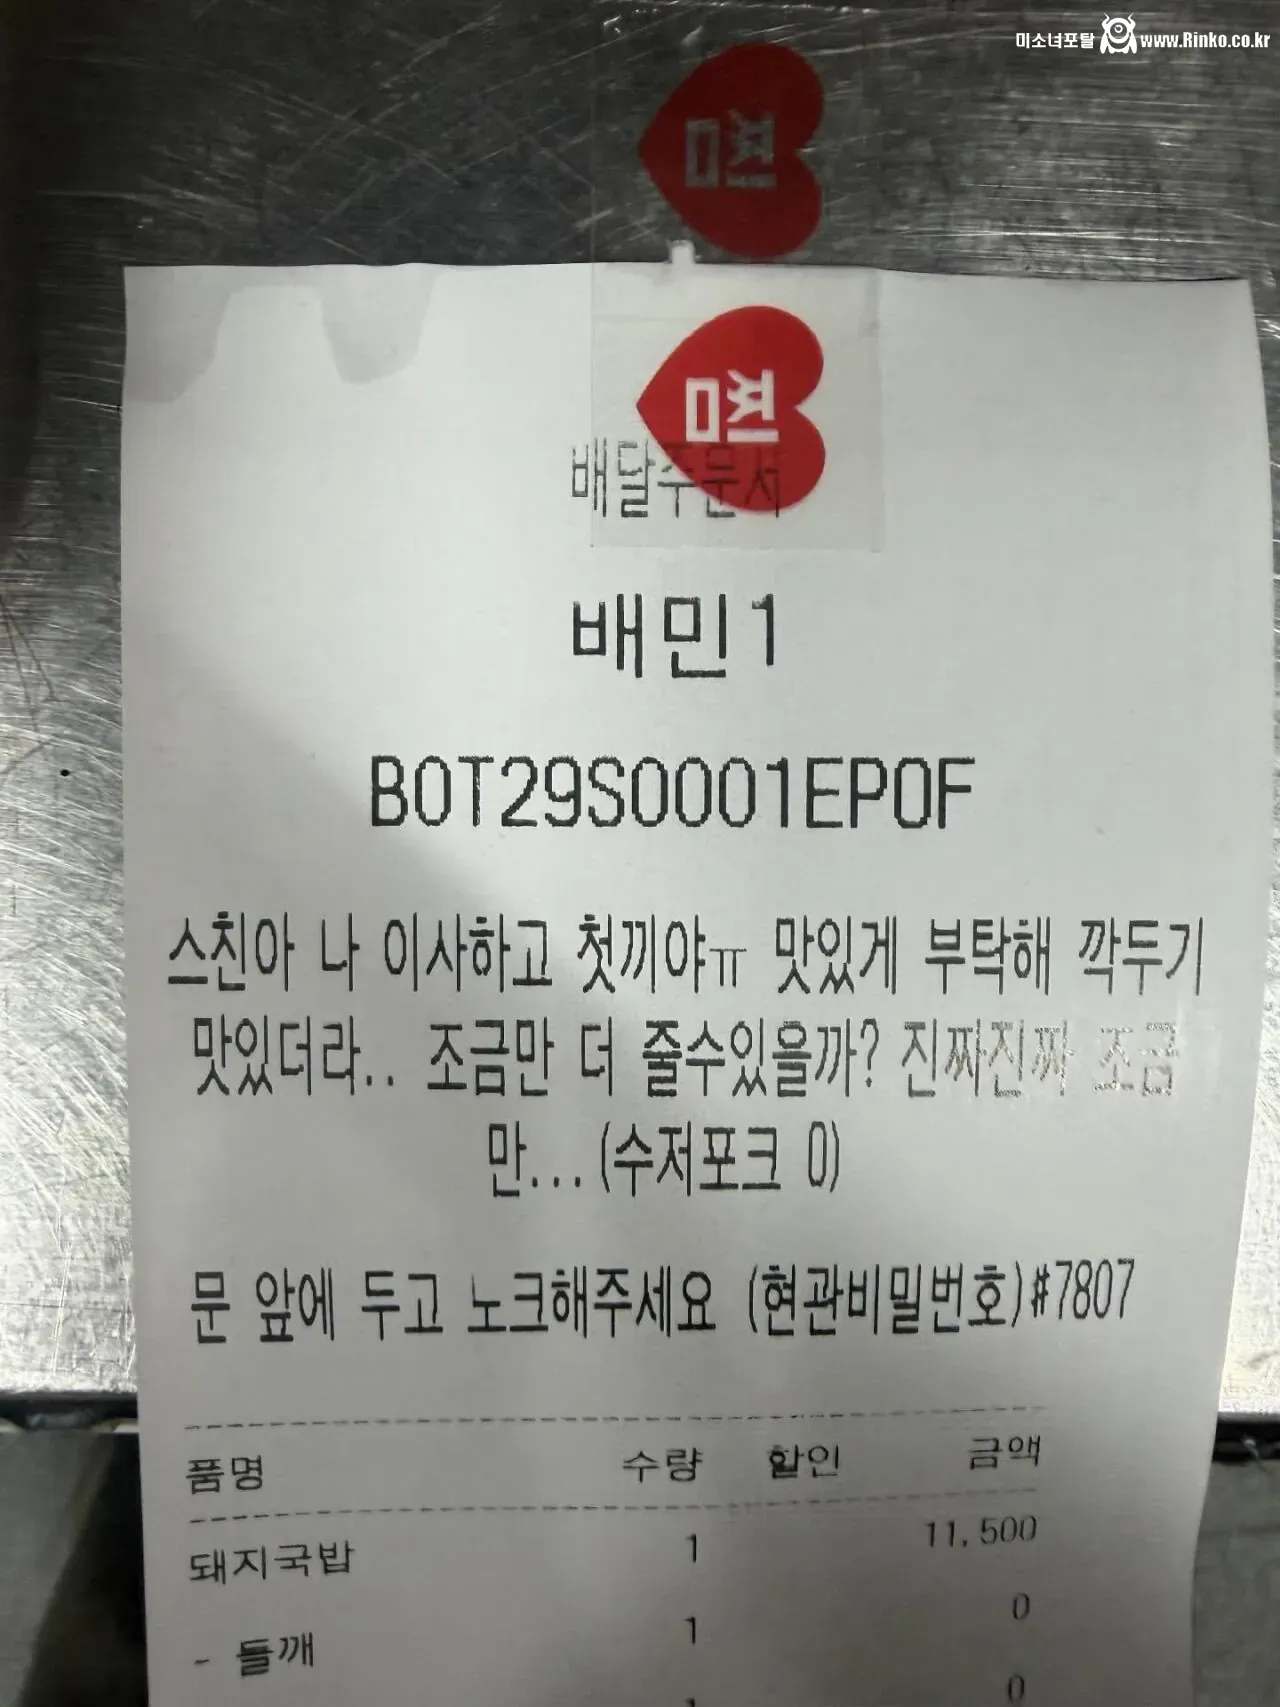 미소녀포탈 www.Rinko.co.kr
찜
찜
배달주문서
배민1
B0T29S0001EP0F
스친아 나 이사하고 첫끼야ㅠ 맛있게 부탁해 깍두기
맛있더라.. 조금만 더 줄수있을까? 진짜진짜 조금
만...(수저포크 0)
문 앞에 두고 노크해주세요 (현관비밀번호)#7807
품명 수량 할인 금액
돼지국밥 1 11,500
- 들깨 1 0
0